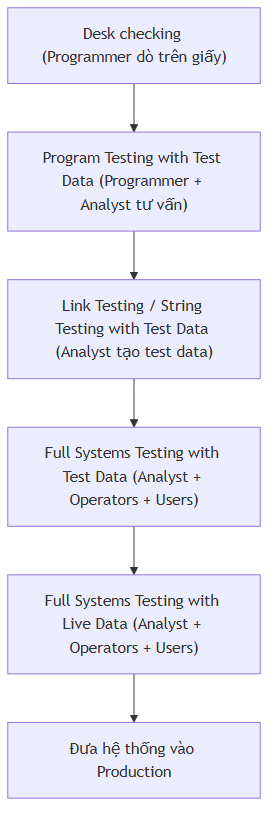 Desk checking
(Programmer dò trên giấy)
Program Testing with Test
Data (Programmer +
Analyst tư vấn)
Link Testing / String
Testing with Test Data
(Analyst tạo test data)
Full Systems Testing with
Test Data (Analyst +
Operators + Users)
Full Systems Testing with
Live Data (Analyst +
Operators + Users)
Đưa hệ thống vào
Production